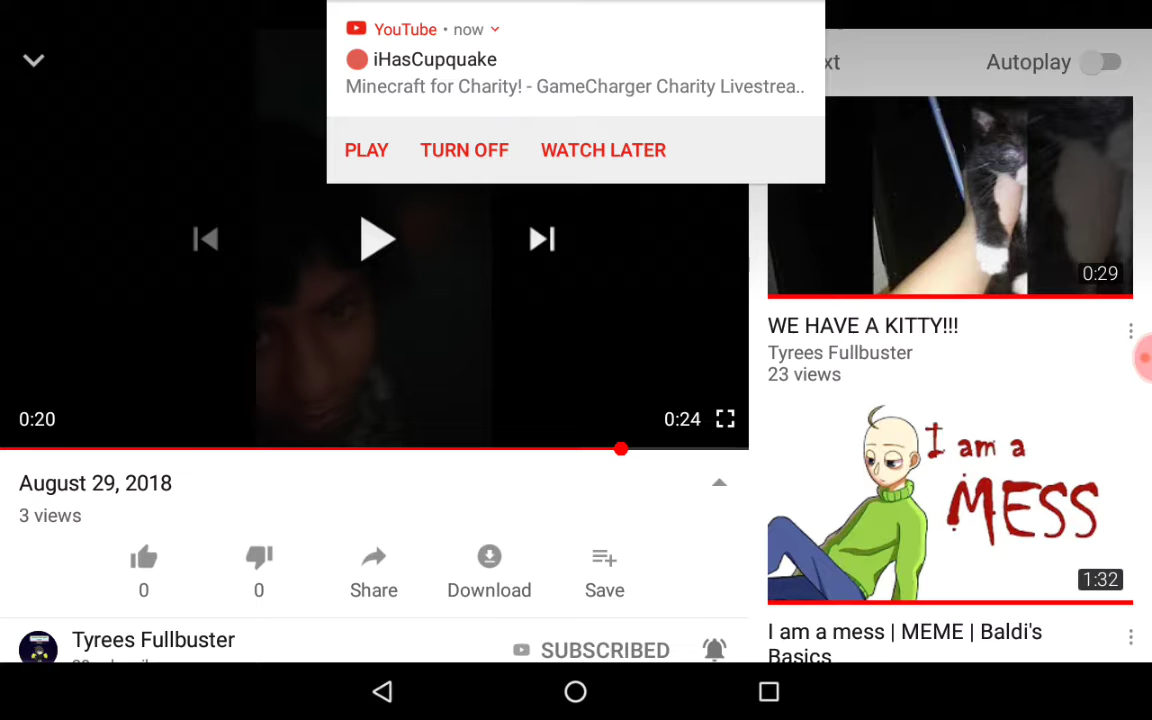 YouTube • now
iHasCupquake
Minecraft for Charity! - GameCharger Charity Livestrea..
PLAY TURN OFF WATCH LATER
xt
Autoplay
0:20
0:24
August 29, 2018
3 views
0
0
Share
Download
Save
Tyrees Fullbuster
SUBSCRIBED
0:29
WE HAVE A KITTY!!!
Tyrees Fullbuster
23 views
I am a
MESS
1:32
I am a mess | MEME | Baldi's
Basics